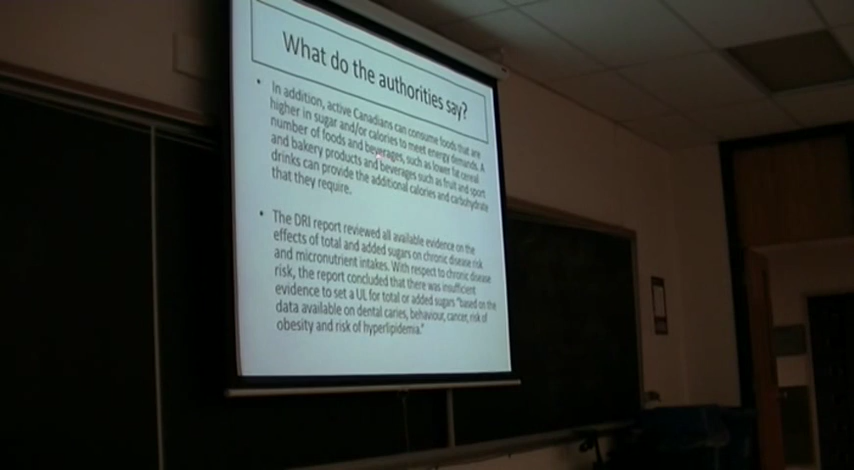 What do the authorities say?
• In addition, active Canadians can consume foods that are
higher in sugar and/or calories to meet energy demands. A
number of foods and beverages, such as lower fat cereal
and bakery products and beverages such as fruit and sport
drinks can provide the additional calories and carbohydrate
that they require.
• The DRI report reviewed all available evidence on the
effects of total and added sugars on chronic disease risk
and micronutrient intakes. With respect to chronic disease
risk, the report concluded that there was insufficient
evidence to set a UL for total or added sugars "based on the
data available on dental caries, behaviour, cancer, risk of
obesity and risk of hyperlipidemia."